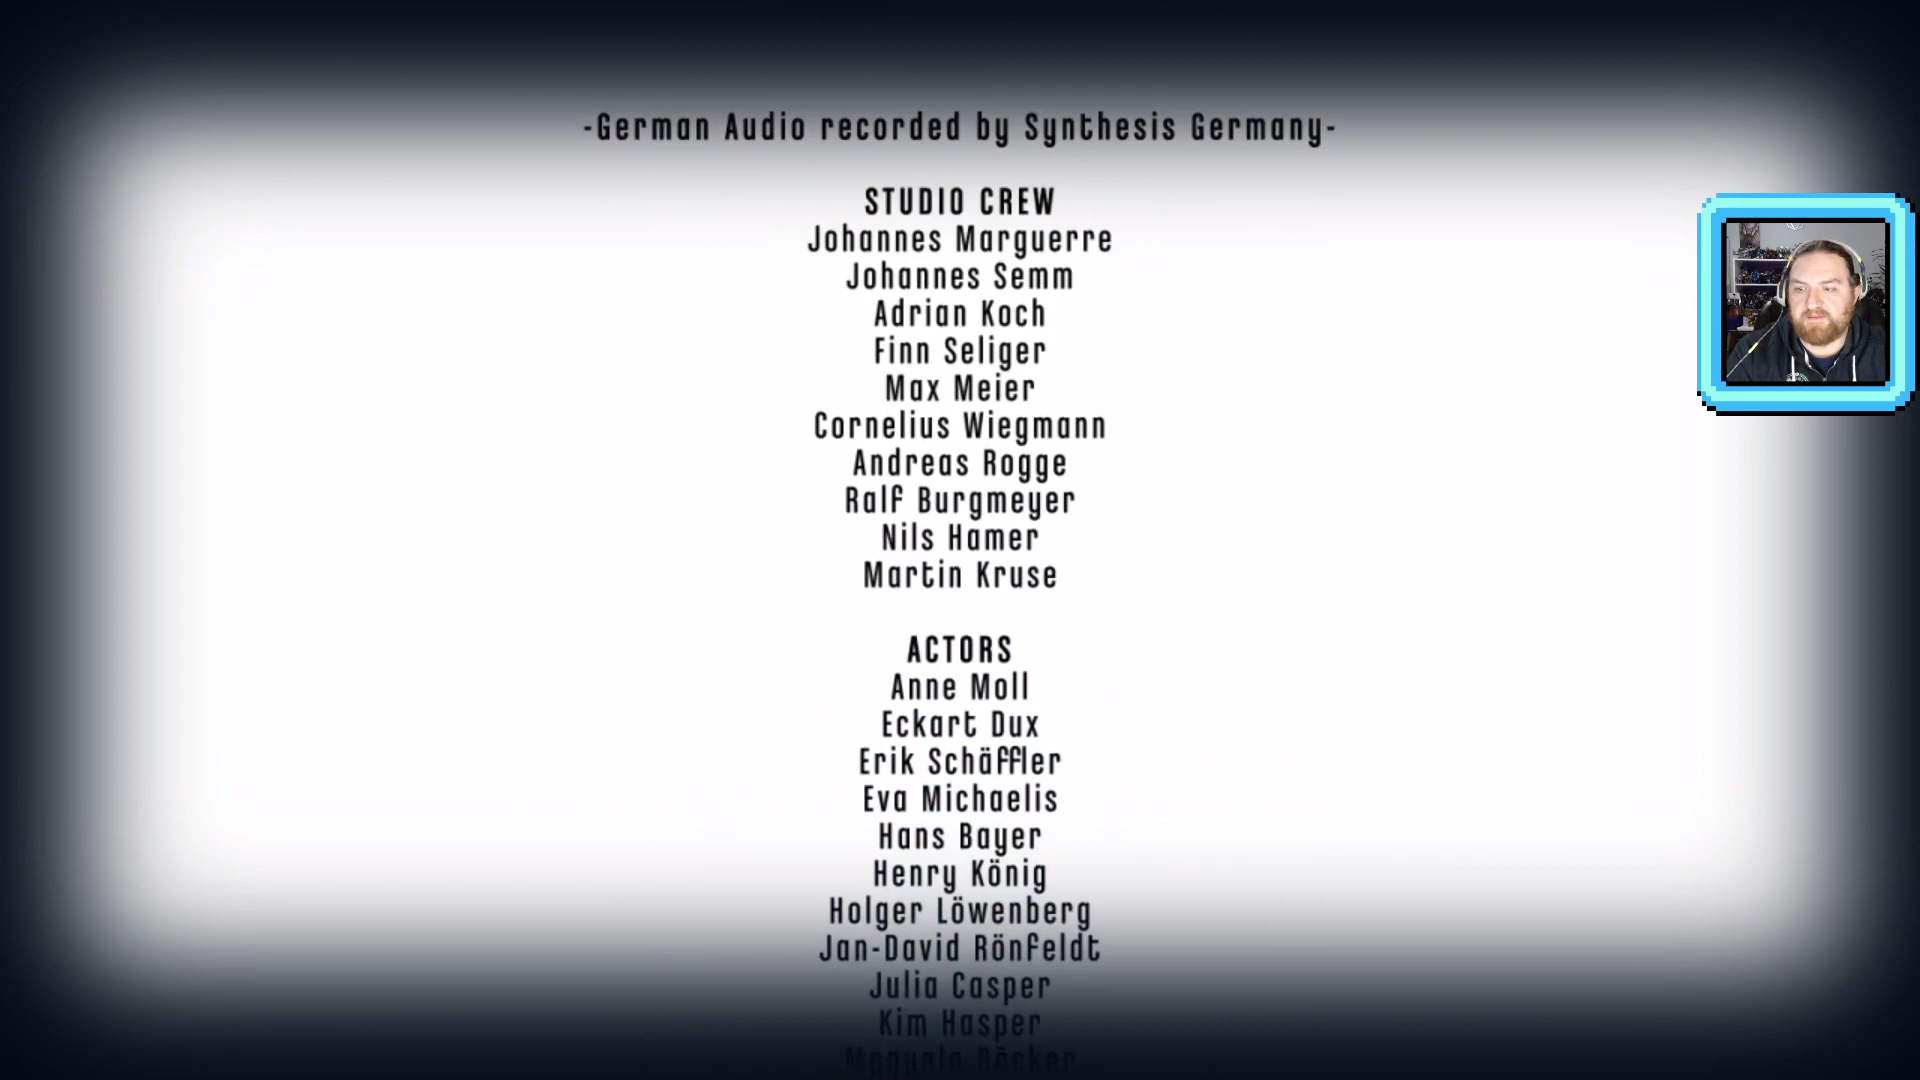 -German Audio recorded by Synthesis Germany-
STUDIO CREW
Johannes Marguerre
Johannes Semm
Adrian Koch
Finn Seliger
Max Meier
Cornelius Wiegmann
Andreas Rogge
Ralf Burgmeyer
Nils Hamer
Martin Kruse
ACTORS
Anne Moll
Eckart Dux
Erik Schäffler
Eva Michaelis
Hans Bayer
Henry König
Holger Löwenberg
Jan-David Rönfeldt
Julia Casper
Kim Hasper